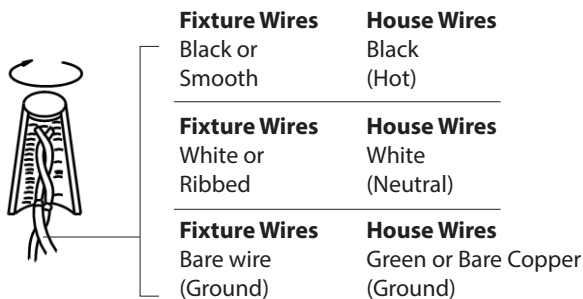 Fixture Wires House Wires
Black or Black
Smooth (Hot)
Fixture Wires House Wires
White or White
Ribbed (Neutral)
Fixture Wires House Wires
Bare wire Green or Bare Copper
(Ground) (Ground)